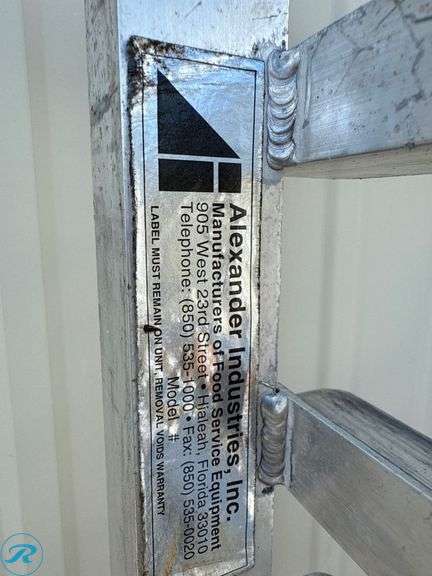 Alexander Industries, Inc.
Manufacturers of Food Service Equipment
905 West 23rd Street • Hialeah, Florida 33010
Telephone: (850) 535-1000 • Fax: (850) 535-0020
Model #
LABEL MUST REMAIN ON UNIT, REMOVAL VOIDS WARRANTY
R